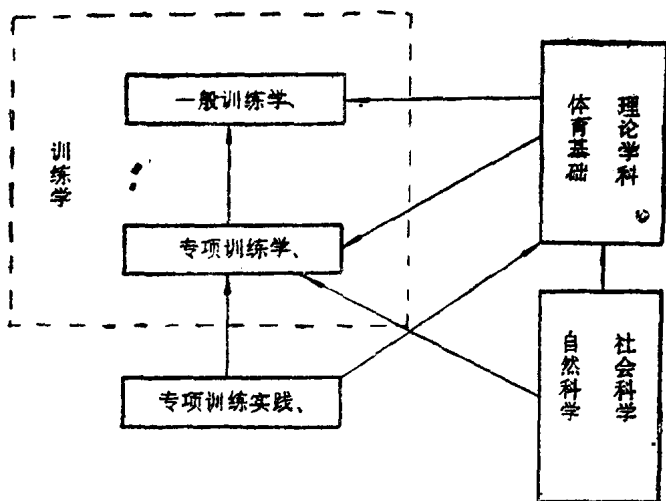 一般训练学、
训练学
专项训练学、
专项训练实践、
体育基础
理论学科
自然科学
社会科学